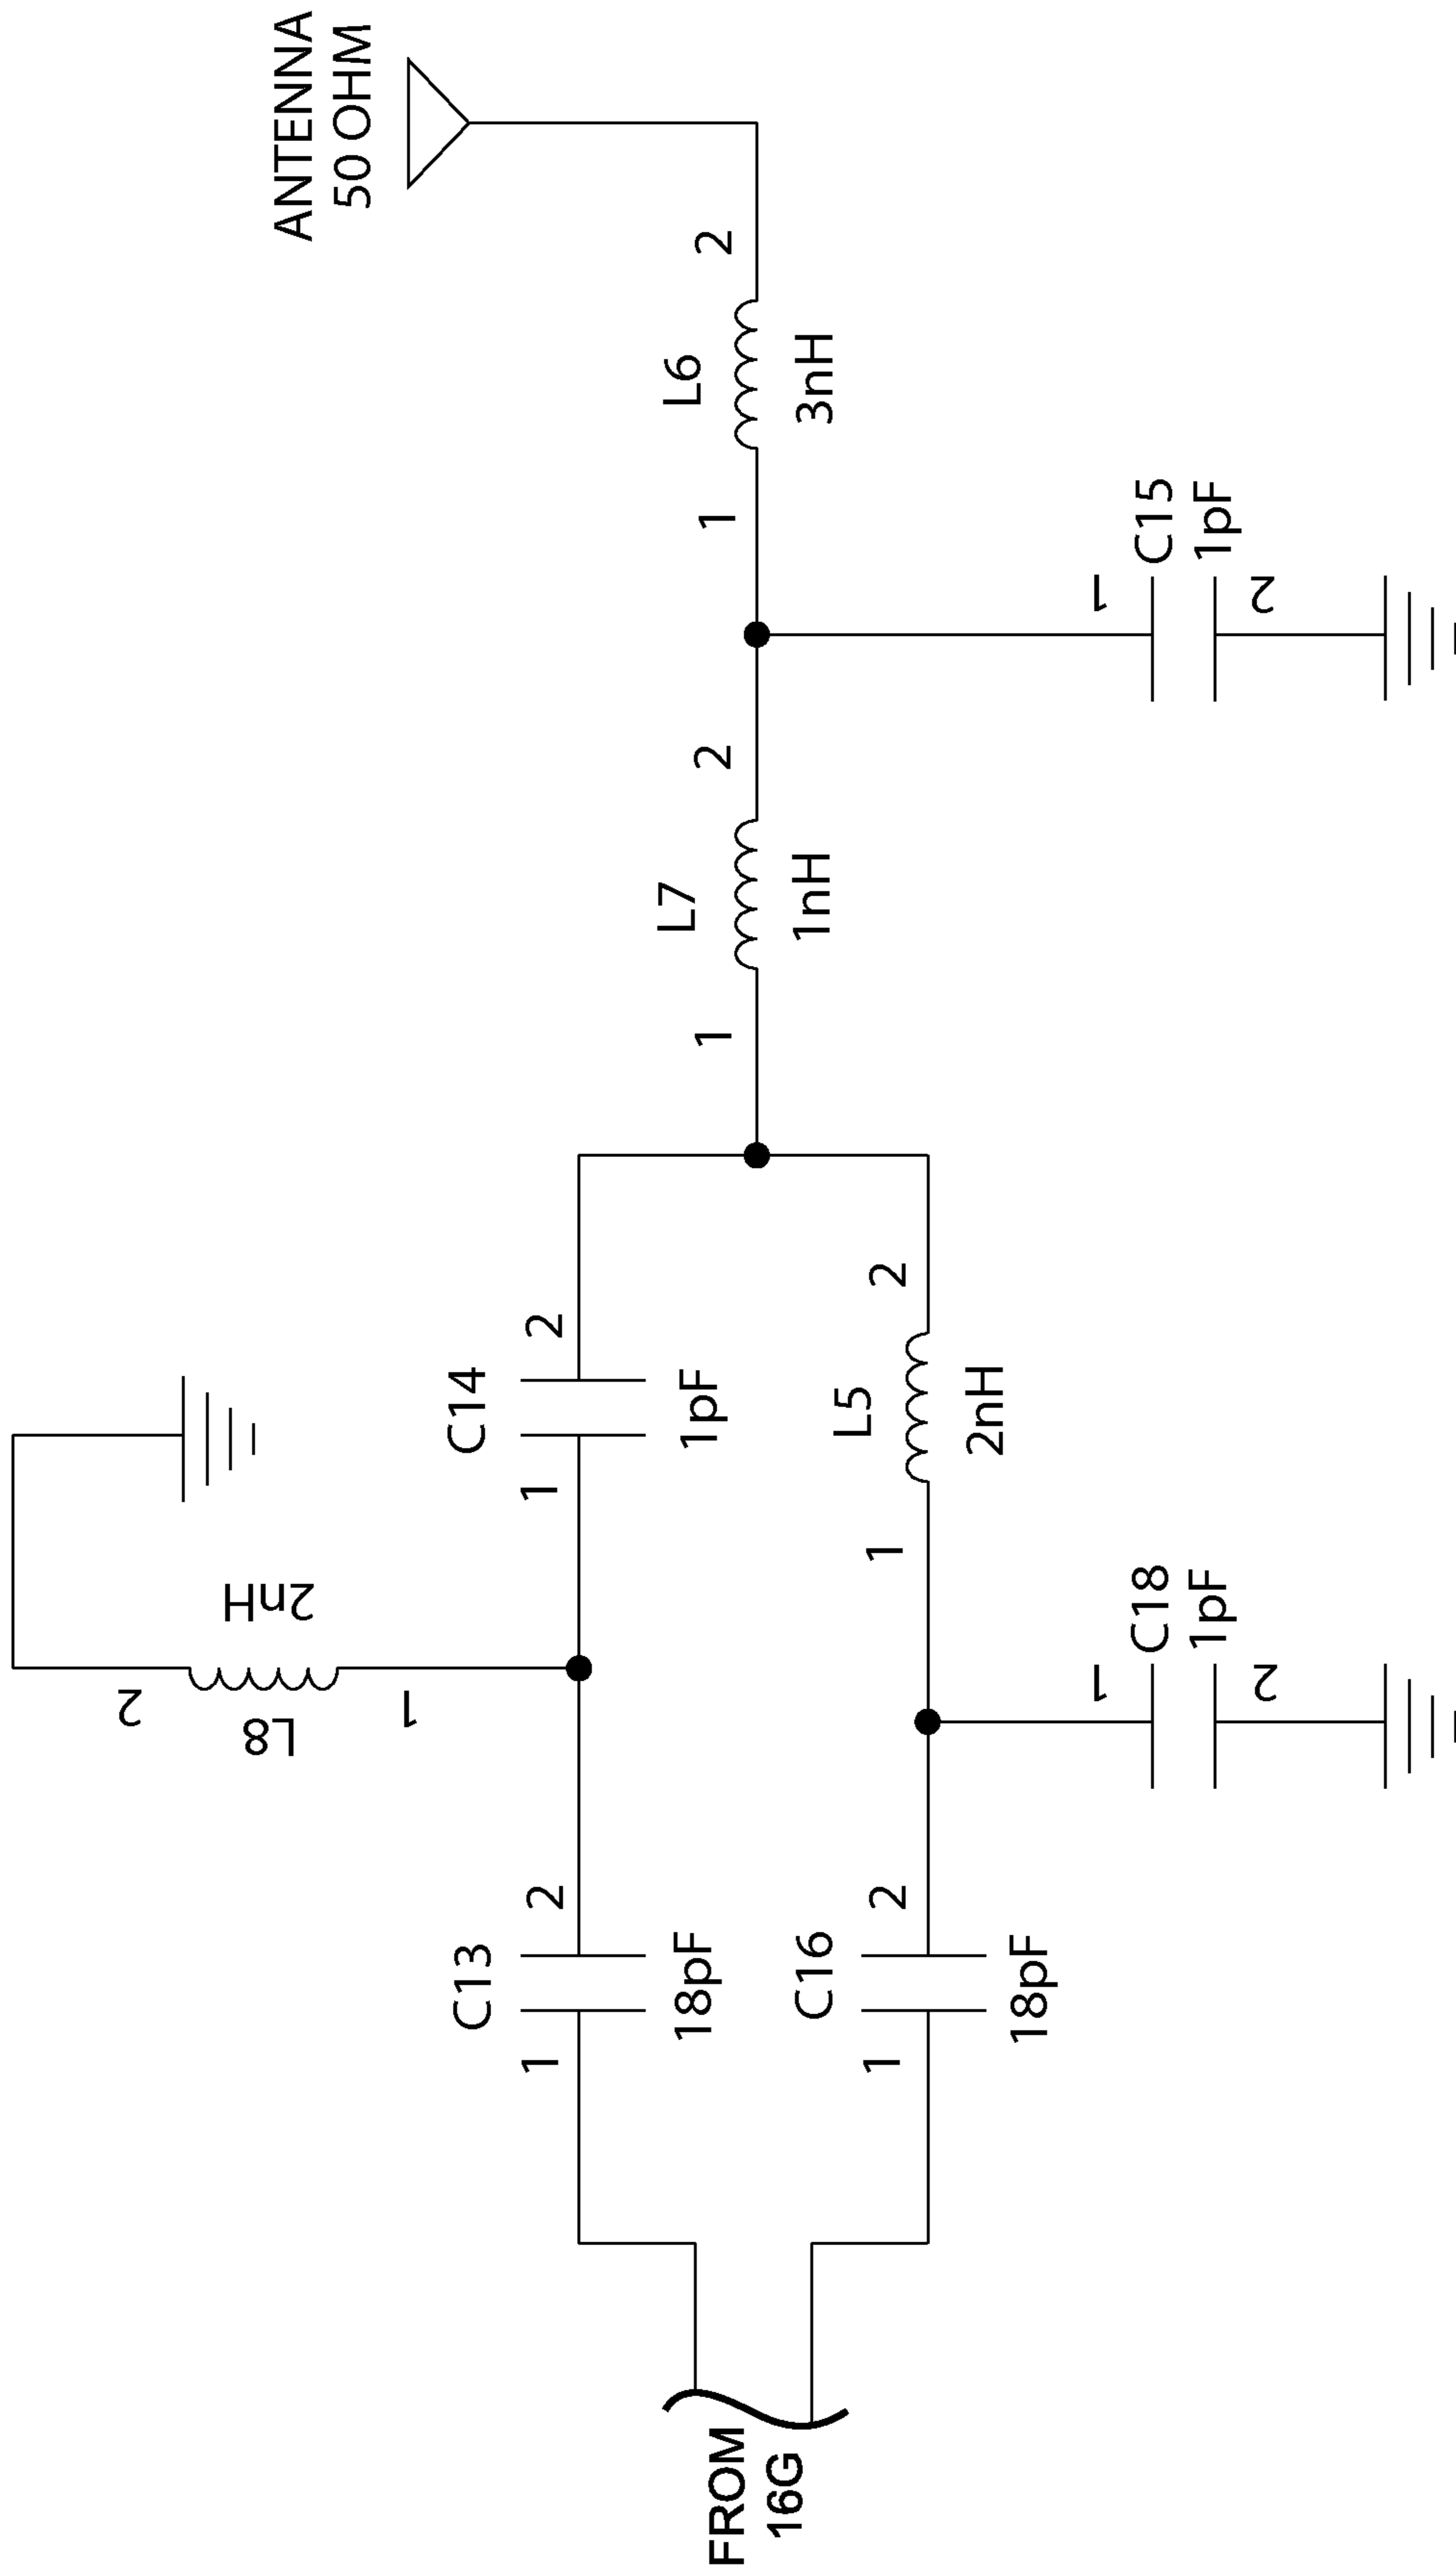 ANTENNA
50 OHM
2
L6
3nH
1
C15
1pF
1
2
2
L7
1nH
1
2
C14
1pF
1
2
L5
2nH
1
2nH
2
L8
1
C18
1pF
1
2
2
C13
18pF
1
2
C16
18pF
1
FROM
16G